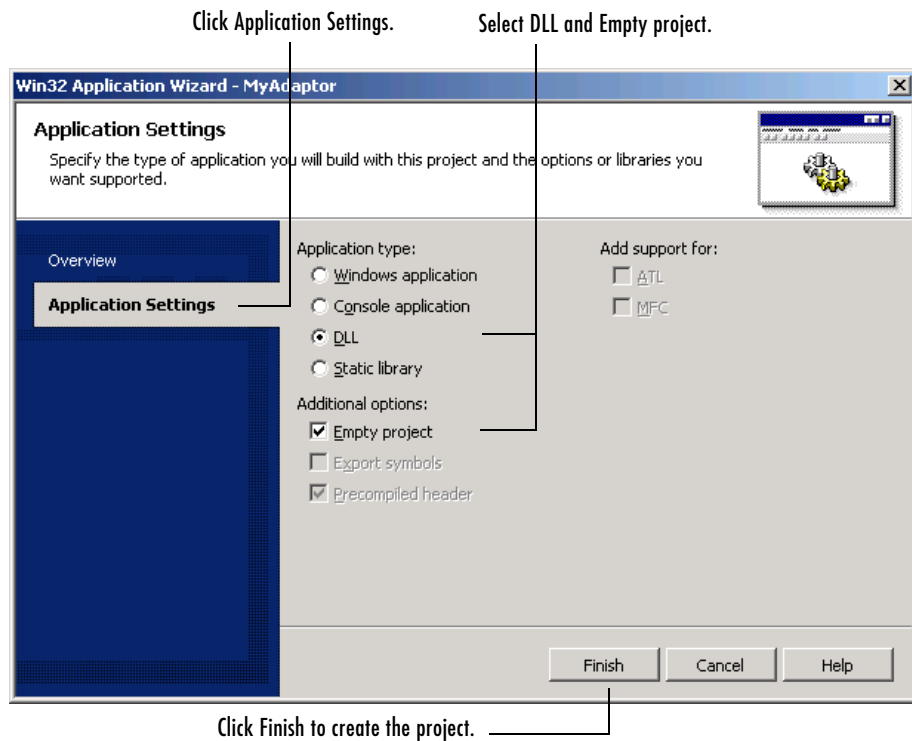 Click Application Settings.
Select DLL and Empty project.
Win32 Application Wizard - MyAdaptor
Application Settings
Specify the type of application you will build with this project and the options or libraries you
want supported.
Overview
Application Settings
Application type:
Windows application
Console application
DLL
Static library
Additional options:
Empty project
Export symbols
Precompiled header
Add support for:
ATL
MFC
Finish
Cancel
Help
Click Finish to create the project.